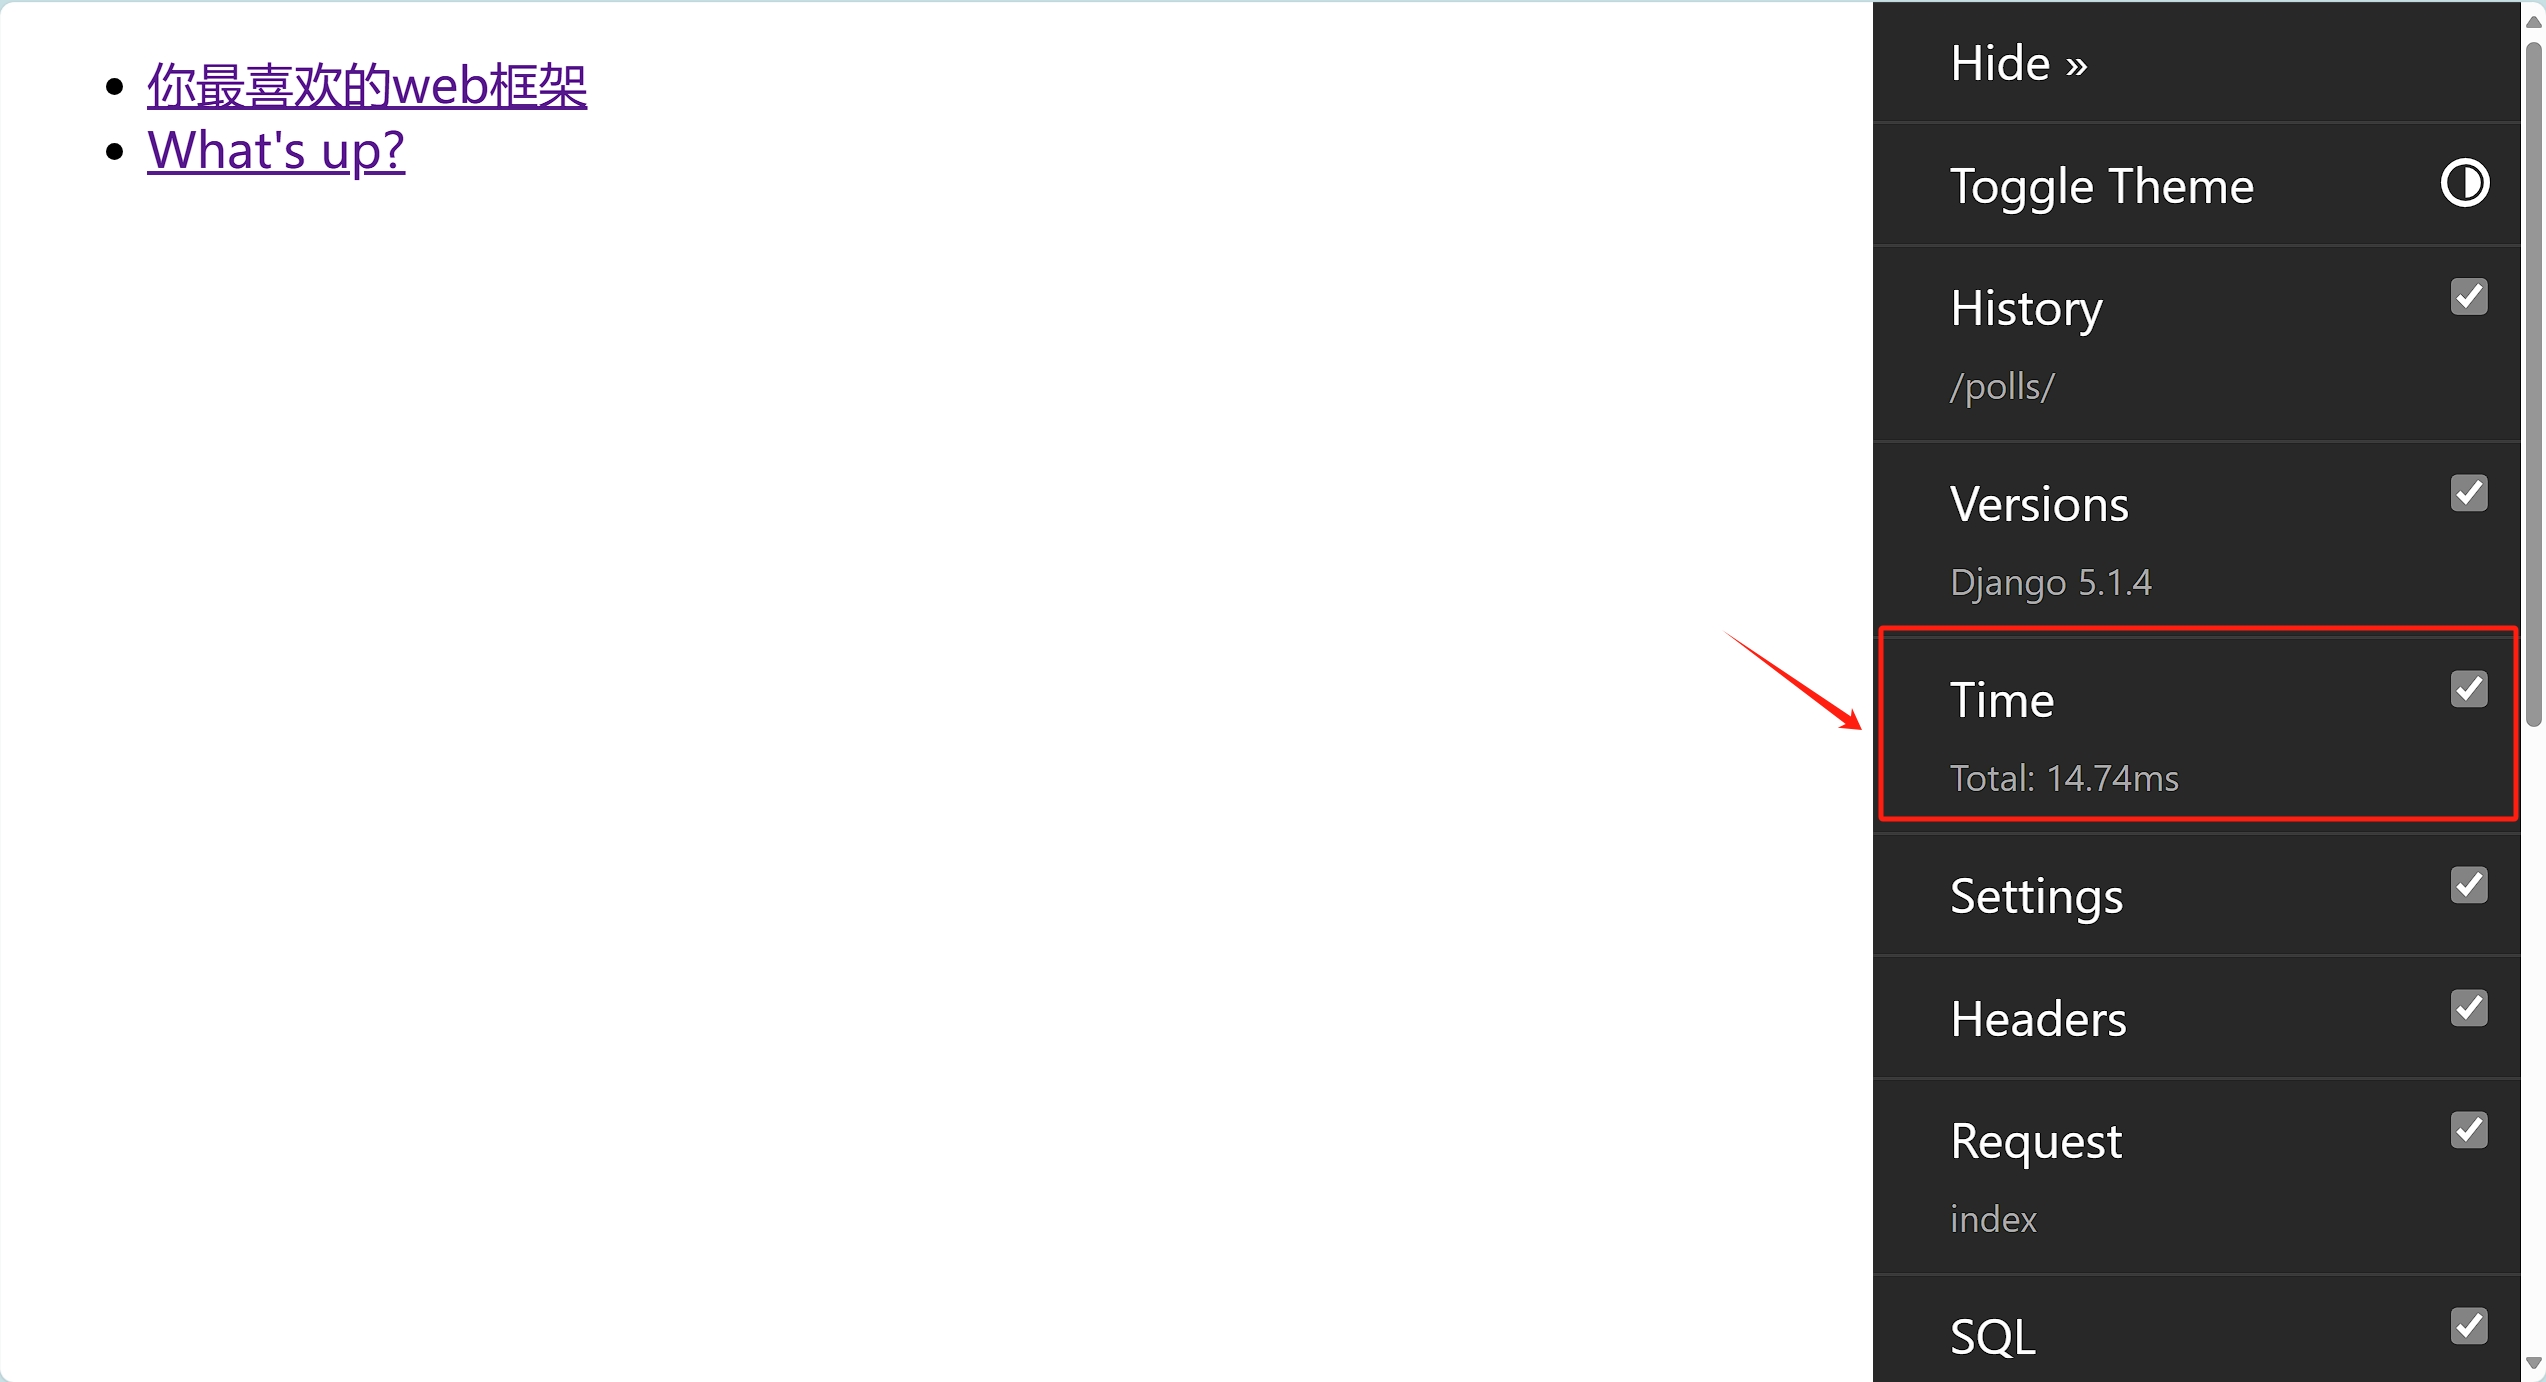 你最喜欢的web框架
What's up?
Hide »
Toggle Theme
History
/polls/
Versions
Django 5.1.4
Time
Total: 14.74ms
Settings
Headers
Request
index
SQL